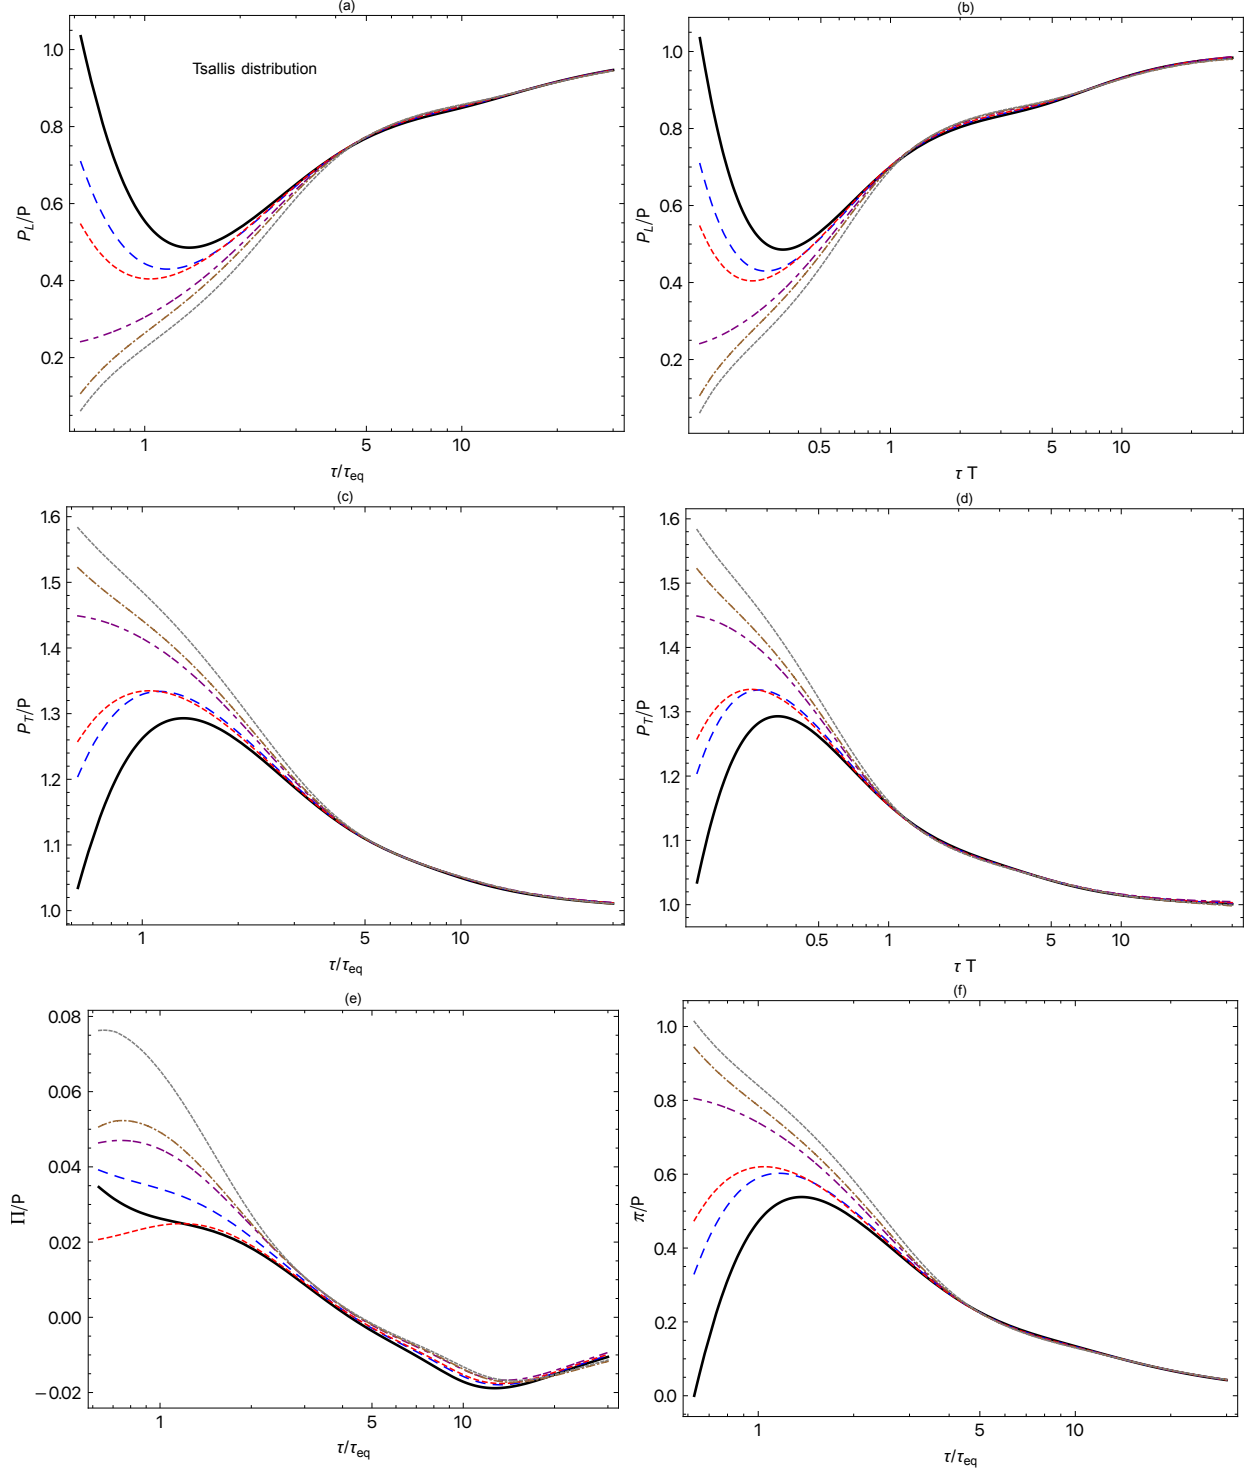 (a)
Tsallis distribution
1.0
0.8
0.6
0.4
0.2
P_L/P
1
5
10
τ/τ_eq
(b)
1.0
0.8
0.6
0.4
0.2
P_L/P
0.5
1
5
10
τ T
(c)
1.6
1.5
1.4
1.3
1.2
1.1
1.0
P_T/P
1
5
10
τ/τ_eq
(d)
1.6
1.5
1.4
1.3
1.2
1.1
1.0
P_T/P
0.5
1
5
10
τ T
(e)
0.08
0.06
0.04
0.02
0.00
−0.02
Π/P
1
5
10
τ/τ_eq
(f)
1.0
0.8
0.6
0.4
0.2
0.0
π/P
1
5
10
τ/τ_eq